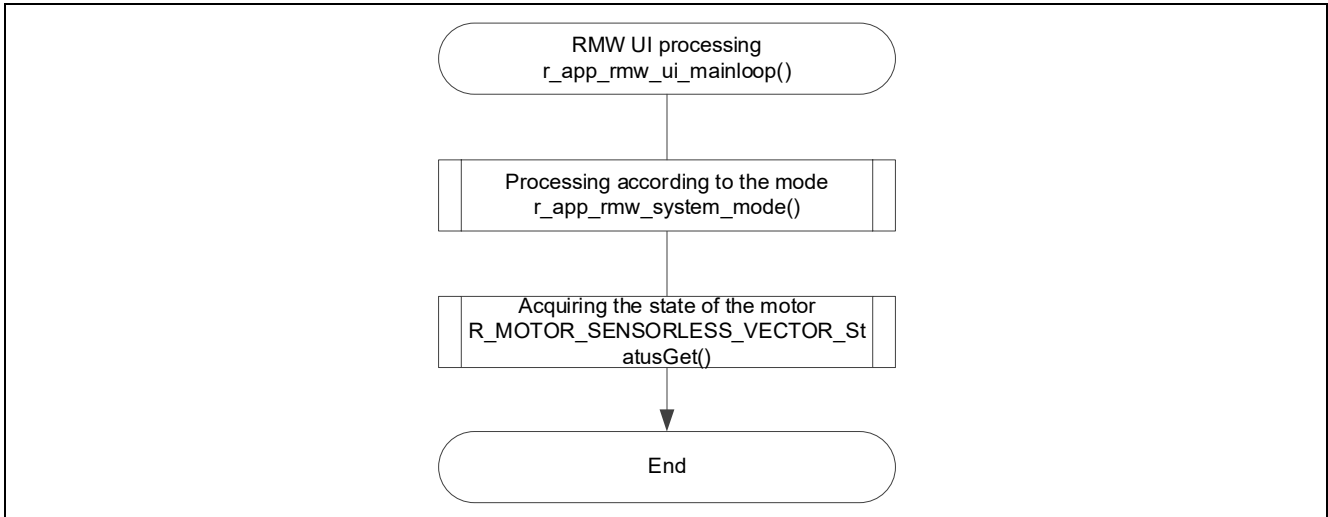 RMW UI processing
r_app_rmw_ui_mainloop()
Processing according to the mode
r_app_rmw_system_mode()
Acquiring the state of the motor
R_MOTOR_SENSORLESS_VECTOR_St
atusGet()
End